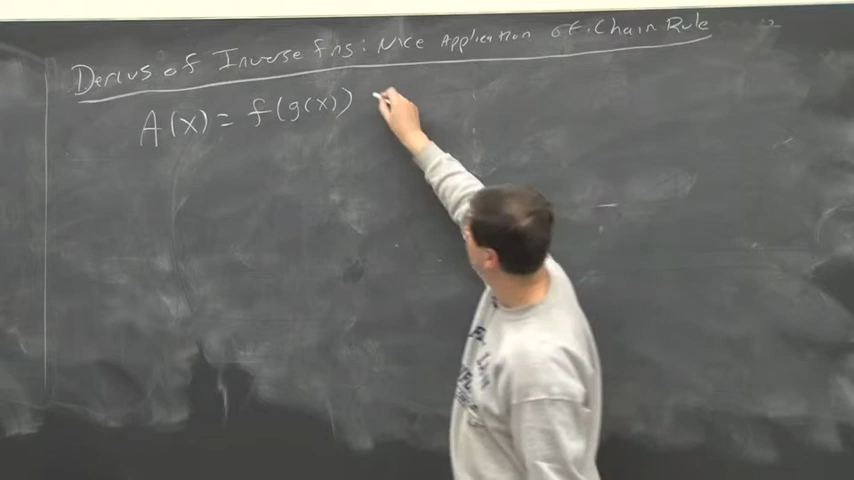 Derivs of Inverse fns: Nice Application of Chain Rule
A(x) = f(g(x))